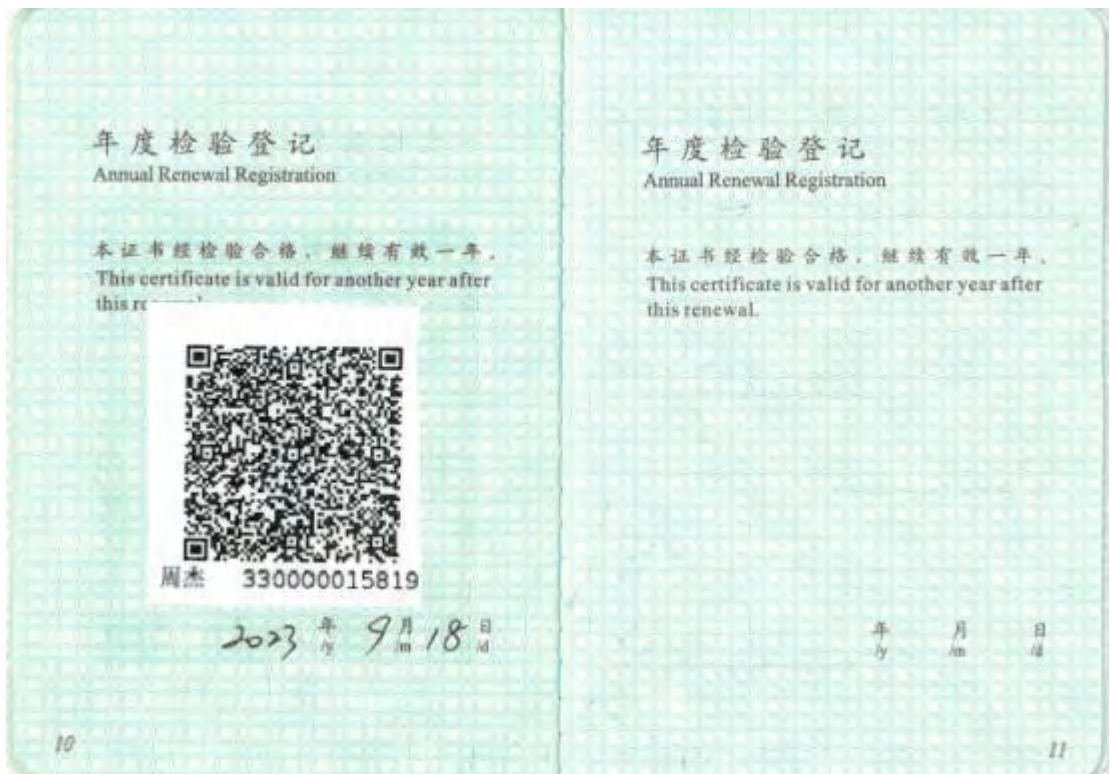 年度检验登记
Annual Renewal Registration
本证书经检验合格，继续有效一年。
This certificate is valid for another year after
this re
周杰 330000015819
2023 年 9 月 18 日
/y /m /d
10
年度检验登记
Annual Renewal Registration
本证书经检验合格，继续有效一年。
This certificate is valid for another year after
this renewal.
年 月 日
/y /m /d
11